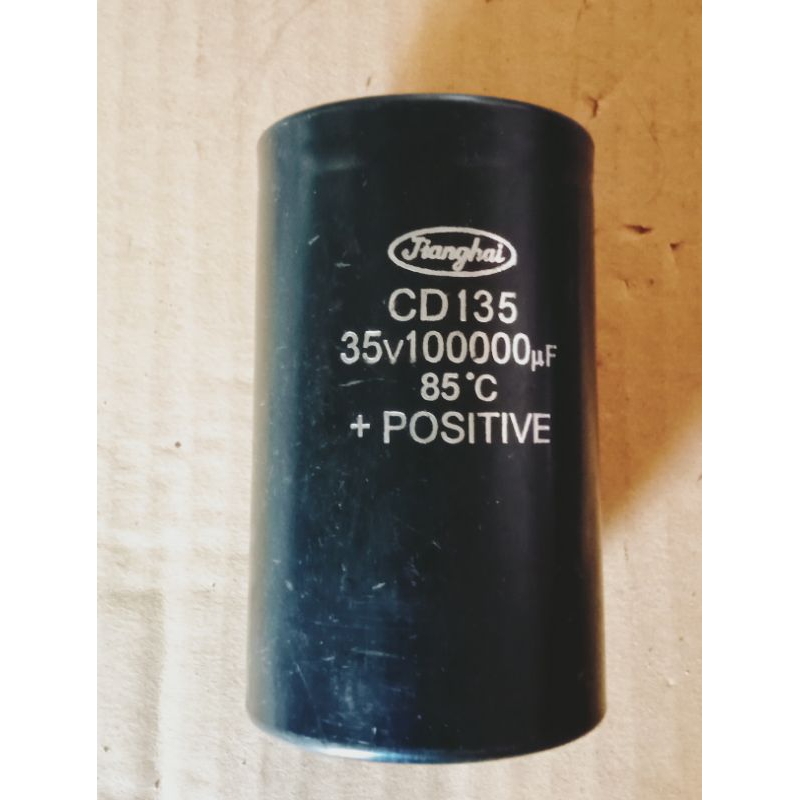 Jianghai
CD135
35V100000μF
85°C
+ POSITIVE